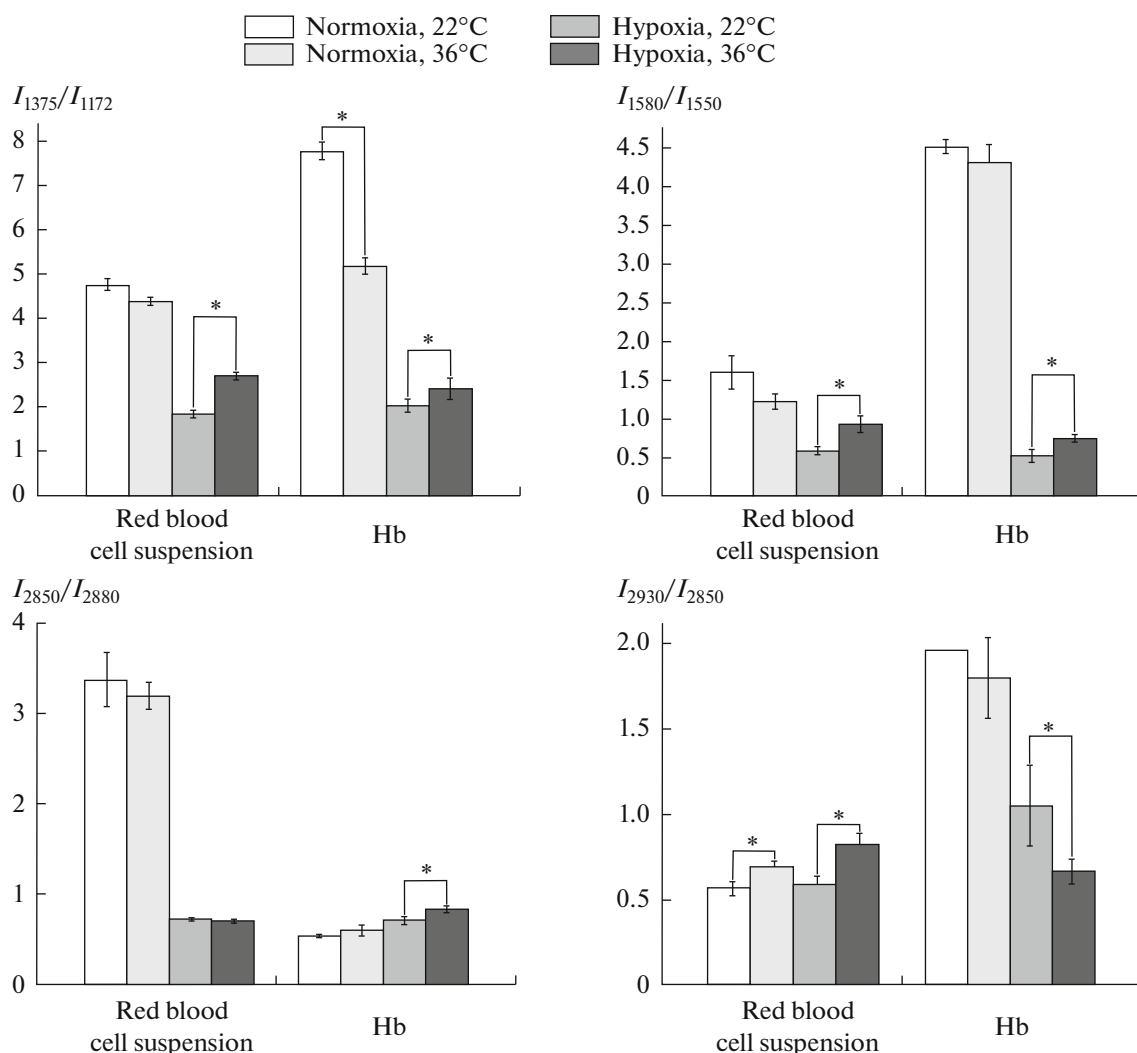 Normoxia, 22°C
Normoxia, 36°C
Hypoxia, 22°C
Hypoxia, 36°C
I1375/I1172
8
7
6
5
4
3
2
1
0
*
*
*
Red blood
cell suspension
Hb
I1580/I1550
4.5
4.0
3.5
3.0
2.5
2.0
1.5
1.0
0.5
0
*
*
Red blood
cell suspension
Hb
I2850/I2880
4
3
2
1
0
*
Red blood
cell suspension
Hb
I2930/I2850
2.0
1.5
1.0
0.5
0
*
*
*
Red blood
cell suspension
Hb